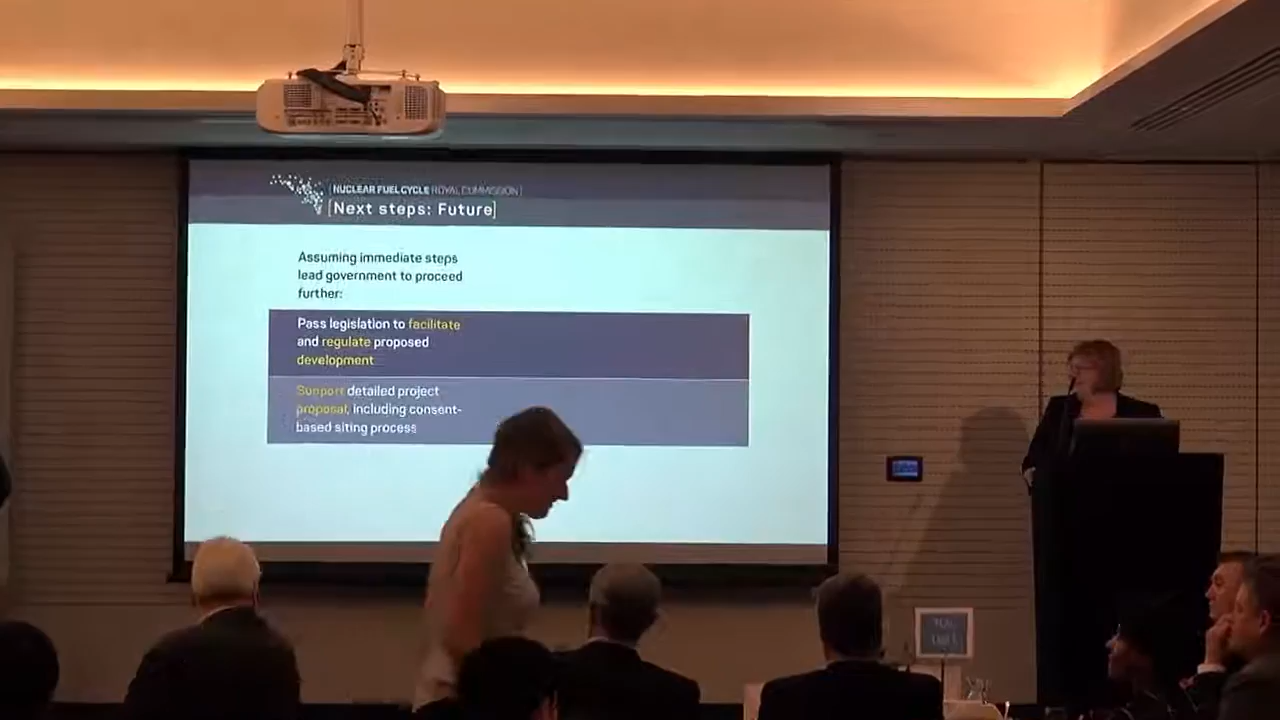 [NUCLEAR FUEL CYCLE ROYAL COMMISSION]
[Next steps: Future]
Assuming immediate steps
lead government to proceed
further:
Pass legislation to facilitate
and regulate proposed
development
Support detailed project
proposal, including consent-
based siting process